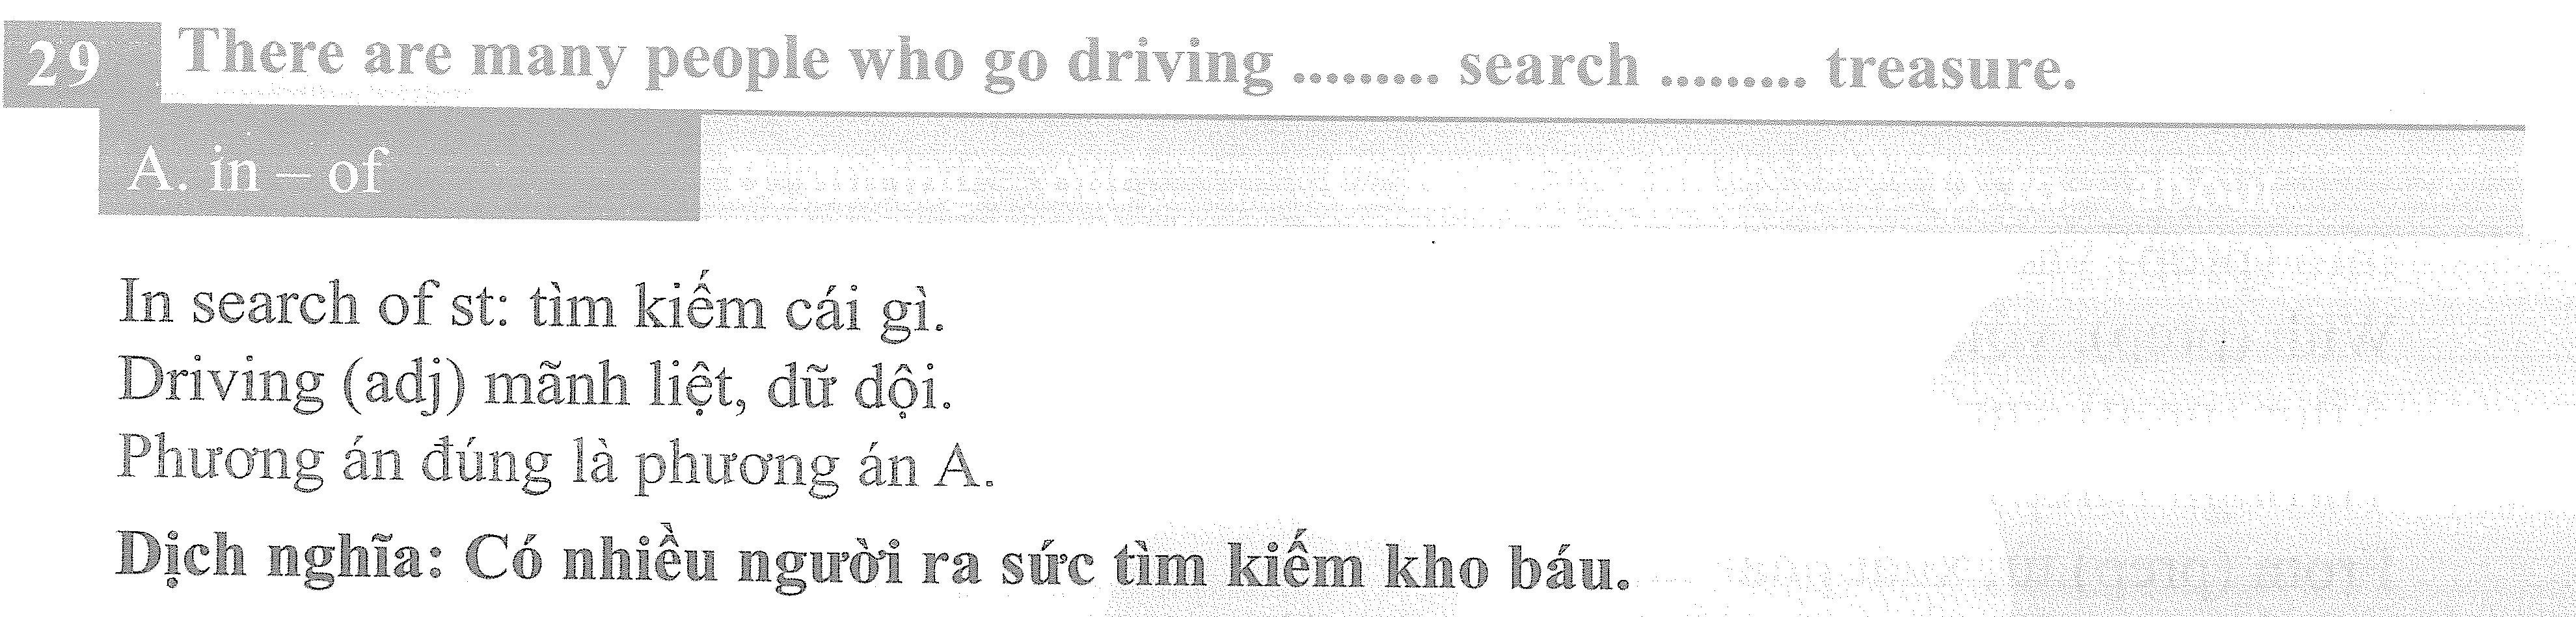 29 There are many people who go driving ......... search ......... treasure.
A. in – of
In search of st: tìm kiếm cái gì.
Driving (adj) mãnh liệt, dữ dội.
Phương án đúng là phương án A.
Dịch nghĩa: Có nhiều người ra sức tìm kiếm kho báu.